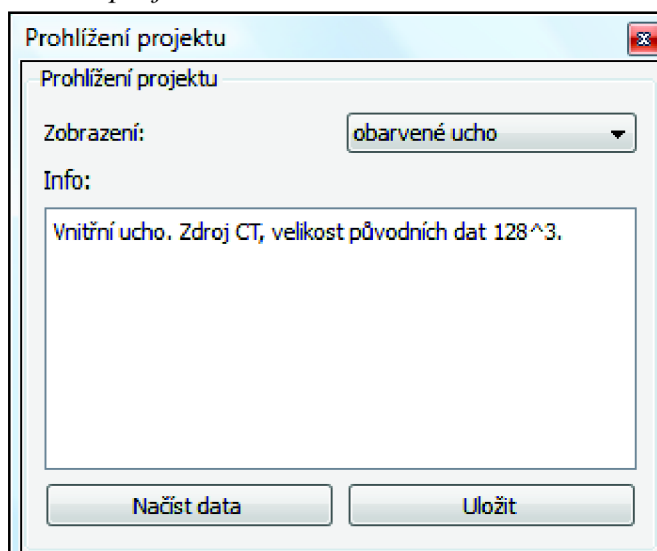 Prohlížení projektu
Prohlížení projektu
Zobrazení:
obarvené ucho
Info:
Vnitřní ucho. Zdroj CT, velikost původních dat 128^3.
Načíst data
Uložit